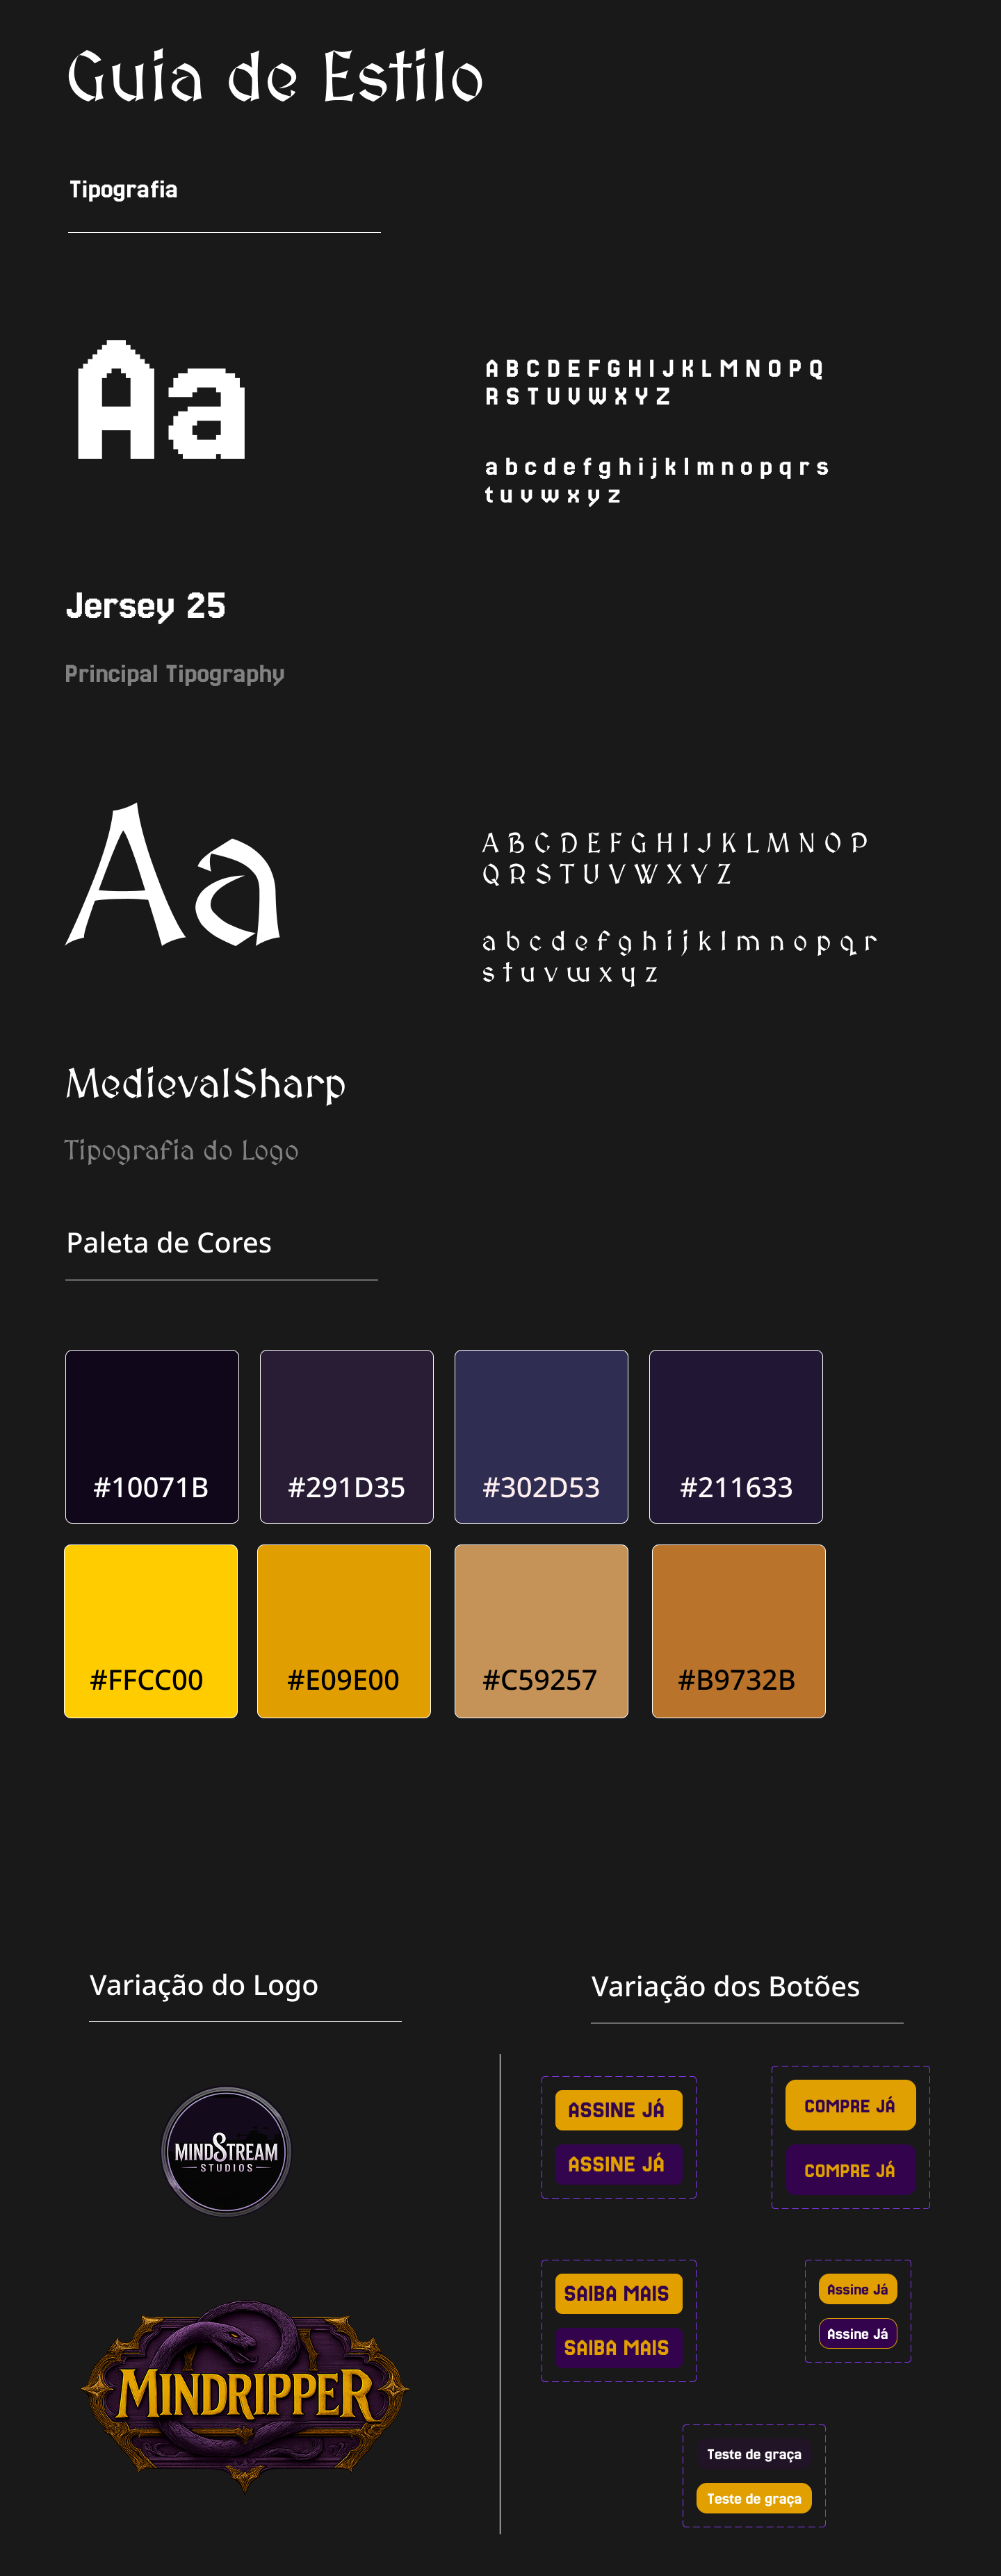 Guia de Estilo
Tipografia
Aa
A B C D E F G H I J K L M N O P Q
R S T U V W X Y Z
a b c d e f g h i j k l m n o p q r s
t u v w x y z
Jersey 25
Principal Tipography
Aa
A B C D E F G H I J K L M N O P
Q R S T U V W X Y Z
a b c d e f g h i j k l m n o p q r
s t u v w x y z
MedievalSharp
Tipografia do Logo
Paleta de Cores
#10071B
#291D35
#302D53
#211633
#FFCC00
#E09E00
#C59257
#B9732B
Variação do Logo
MINDSTREAM
STUDIOS
MINDRIPPER
Variação dos Botões
ASSINE JÁ
ASSINE JÁ
COMPRE JÁ
COMPRE JÁ
SAIBA MAIS
SAIBA MAIS
Assine Já
Assine Já
Teste de graça
Teste de graça